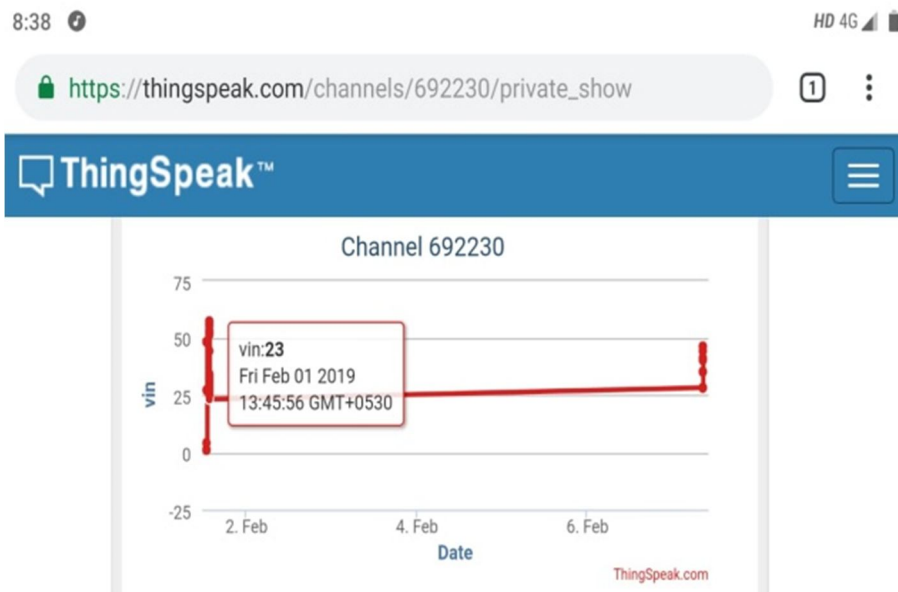 8:38
HD 4G
https://thingspeak.com/channels/692230/private_show
1
ThingSpeak™
Channel 692230
75
50
25
0
-25
vin
vin:23
Fri Feb 01 2019
13:45:56 GMT+0530
2. Feb
4. Feb
6. Feb
Date
ThingSpeak.com